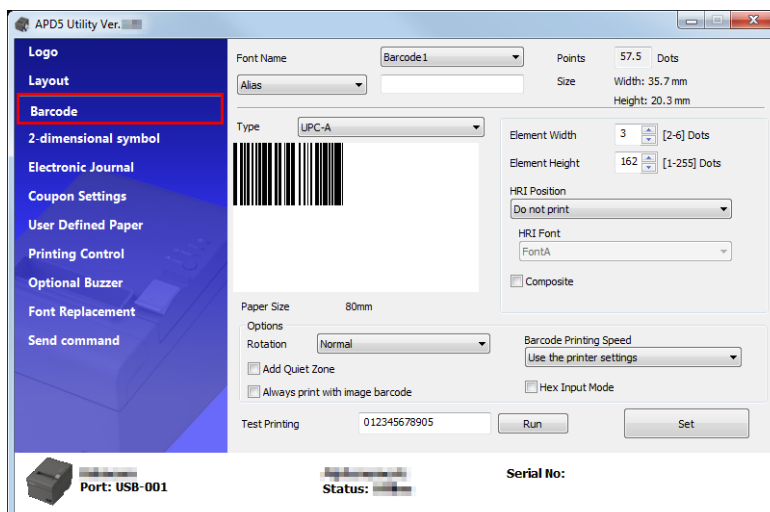 APD5 Utility Ver.
Logo
Layout
Barcode
2-dimensional symbol
Electronic Journal
Coupon Settings
User Defined Paper
Printing Control
Optional Buzzer
Font Replacement
Send command
Font Name Barcode1 Points 57.5 Dots
Alias Size Width: 35.7 mm
Height: 20.3 mm
Type UPC-A
Element Width 3 [2-6] Dots
Element Height 162 [1-255] Dots
HRI Position
Do not print
HRI Font
FontA
Composite
Paper Size 80mm
Options
Rotation Normal
Barcode Printing Speed
Use the printer settings
Add Quiet Zone
Always print with image barcode
Hex Input Mode
Test Printing 012345678905 Run Set
Port: USB-001
Status:
Serial No: